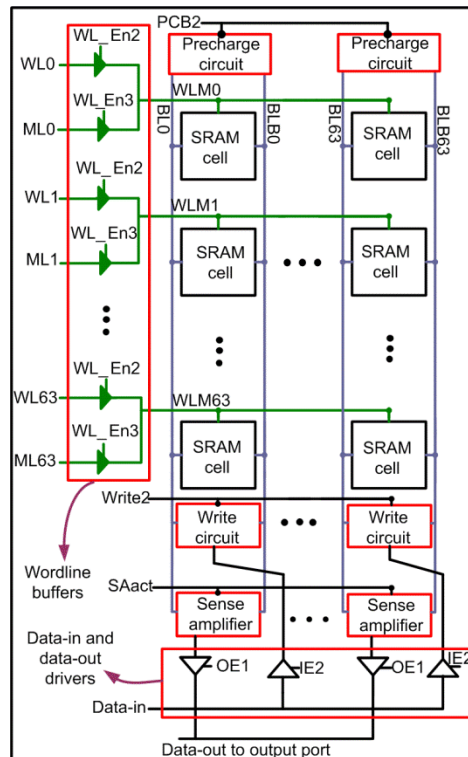 PCB2
WL_En2
Precharge circuit
Precharge circuit
WL0
WLM0
WL_En3
ML0
BL0
BLB0
BL63
BLB63
SRAM cell
SRAM cell
WL_En2
WL1
WLM1
WL_En3
ML1
SRAM cell
SRAM cell
WL_En2
WL63
WLM63
WL_En3
ML63
SRAM cell
SRAM cell
Write2
Write circuit
Write circuit
Wordline buffers
SAact
Sense amplifier
Sense amplifier
Data-in and data-out drivers
OE1
IE2
OE1
IE2
Data-in
Data-out to output port